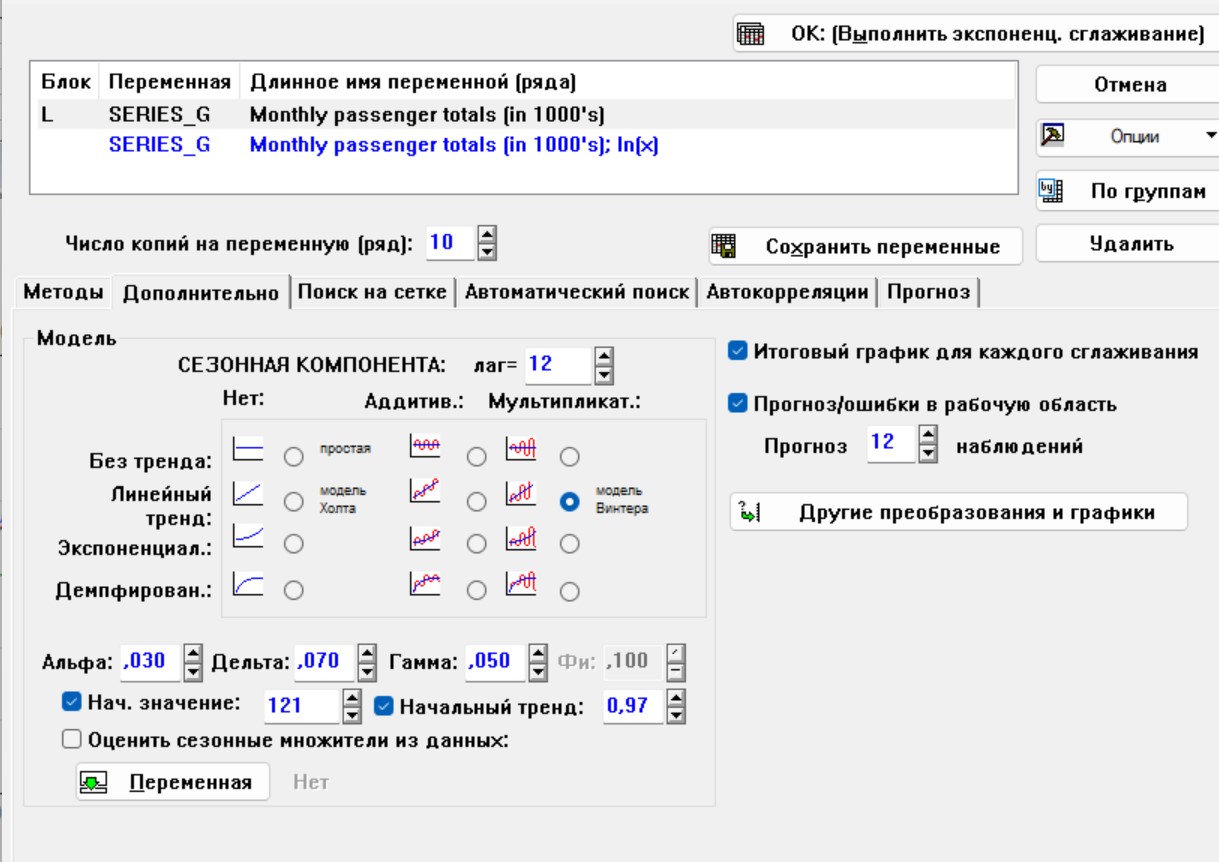 ОК: (Выполнить экспоненц. сглаживание)
Блок Переменная Длинное имя переменной (ряда)
L SERIES_G Monthly passenger totals (in 1000's)
SERIES_G Monthly passenger totals (in 1000's); ln(x)
Отмена
Опции
По группам
Удалить
Число копий на переменную (ряд): 10
Сохранить переменные
Методы Дополнительно Поиск на сетке Автоматический поиск Автокорреляции Прогноз
Модель
СЕЗОННАЯ КОМПОНЕНТА: лаг= 12
Нет: Аддитив.: Мультипликат.:
Без тренда: простая
Линейный
тренд:
модель
Холта
модель
Винтера
Экспоненциал.:
Демпфирован.:
Альфа: ,030 Дельта: ,070 Гамма: ,050 Фи: ,100
Нач. значение: 121 Начальный тренд: 0,97
Оценить сезонные множители из данных:
Переменная Нет
Итоговый график для каждого сглаживания
Прогноз/ошибки в рабочую область
Прогноз 12 наблюдений
Другие преобразования и графики